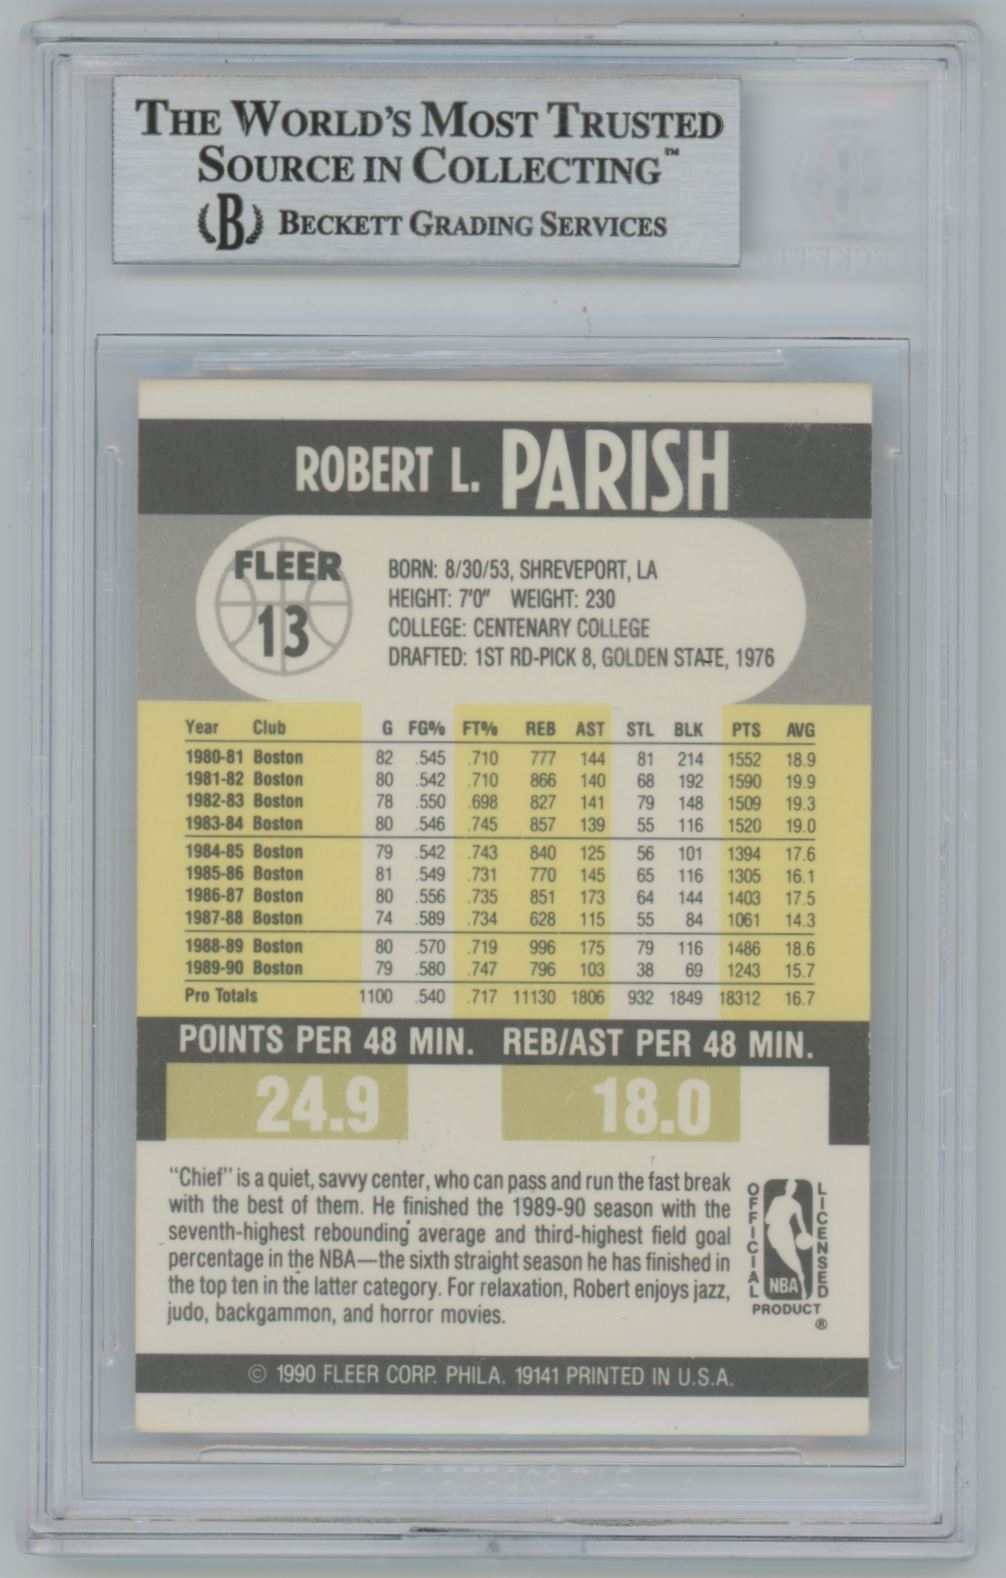 THE WORLD'S MOST TRUSTED
SOURCE IN COLLECTING™
B BECKETT GRADING SERVICES
ROBERT L. PARISH
FLEER
13
BORN: 8/30/53, SHREVEPORT, LA
HEIGHT: 7'0" WEIGHT: 230
COLLEGE: CENTENARY COLLEGE
DRAFTED: 1ST RD-PICK 8, GOLDEN STATE, 1976
Year Club G FG% FT% REB AST STL BLK PTS AVG
1980-81 Boston 82 .545 .710 777 144 81 214 1552 18.9
1981-82 Boston 80 .542 .710 866 140 68 192 1590 19.9
1982-83 Boston 78 .550 .698 827 141 79 148 1509 19.3
1983-84 Boston 80 .546 .745 857 139 55 116 1520 19.0
1984-85 Boston 79 .542 .743 840 125 56 101 1394 17.6
1985-86 Boston 81 .549 .731 770 145 65 116 1305 16.1
1986-87 Boston 80 .556 .735 851 173 64 144 1403 17.5
1987-88 Boston 74 .589 .734 628 115 55 84 1061 14.3
1988-89 Boston 80 .570 .719 996 175 79 116 1486 18.6
1989-90 Boston 79 .580 .747 796 103 38 69 1243 15.7
Pro Totals 1100 .540 .717 11130 1806 932 1849 18312 16.7
POINTS PER 48 MIN. REB/AST PER 48 MIN.
24.9 18.0
"Chief" is a quiet, savvy center, who can pass and run the fast break
with the best of them. He finished the 1989-90 season with the
seventh-highest rebounding average and third-highest field goal
percentage in the NBA—the sixth straight season he has finished in
the top ten in the latter category. For relaxation, Robert enjoys jazz,
judo, backgammon, and horror movies.
OFFICIAL LICENSED
NBA
PRODUCT
®
© 1990 FLEER CORP. PHILA. 19141 PRINTED IN U.S.A.